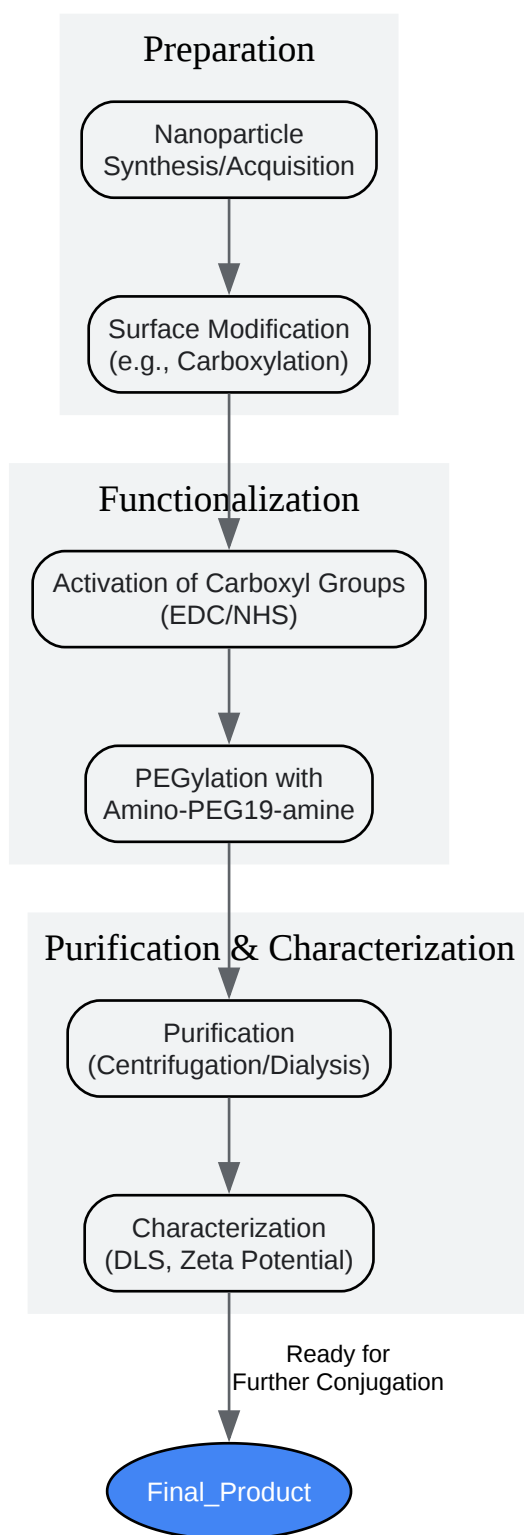 Preparation
Nanoparticle
Synthesis/Acquisition
Surface Modification
(e.g., Carboxylation)
Functionalization
Activation of Carboxyl Groups
(EDC/NHS)
PEGylation with
Amino-PEG19-amine
Purification & Characterization
Purification
(Centrifugation/Dialysis)
Characterization
(DLS, Zeta Potential)
Ready for
Further Conjugation
Final_Product